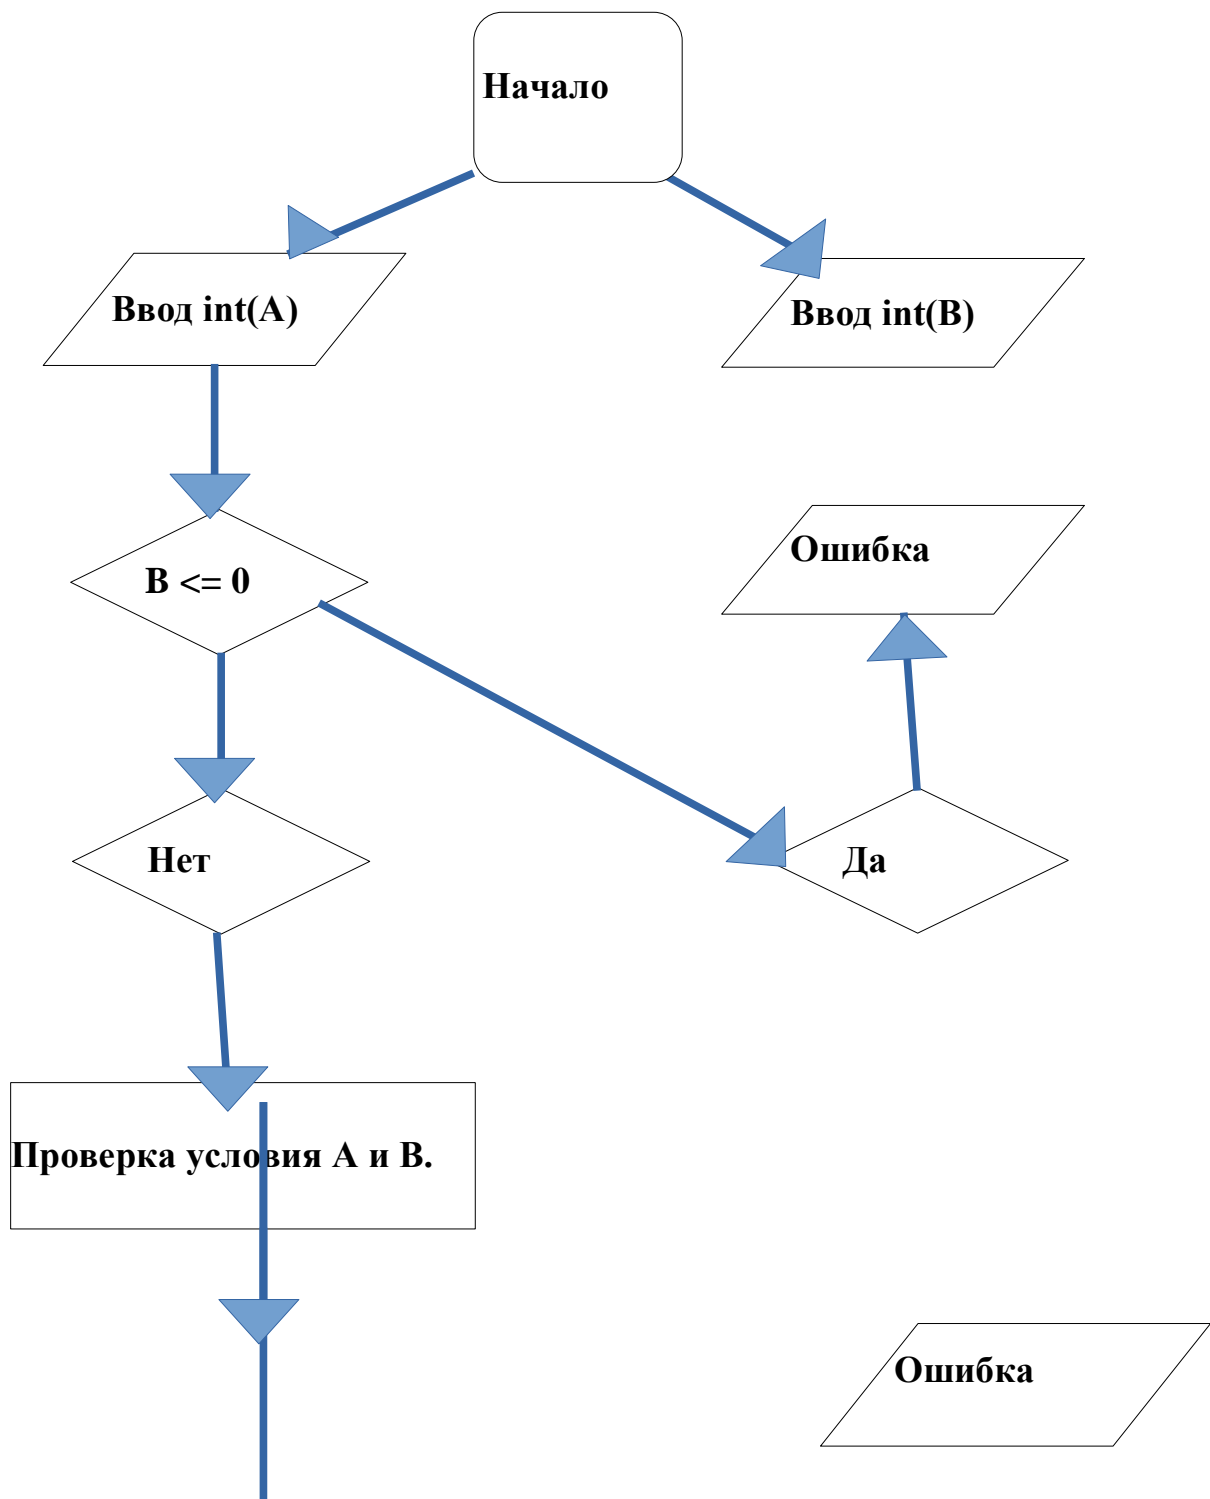 Начало
Ввод int(A)
Ввод int(B)
Ошибка
B <= 0
Нет
Да
Проверка условия A и B.
Ошибка